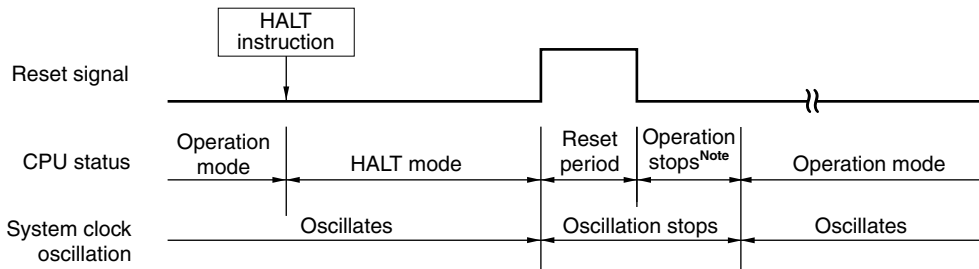 HALT
instruction
Reset signal
CPU status
Operation
mode
HALT mode
Reset
period
Operation
stopsNote
Operation mode
System clock
oscillation
Oscillates
Oscillation stops
Oscillates